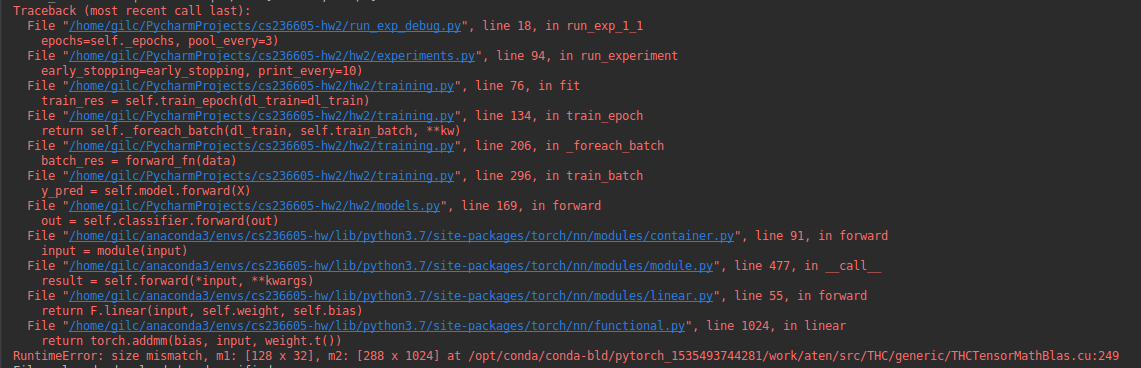 Traceback (most recent call last):
File "/home/gilc/PycharmProjects/cs236605-hw2/run_exp_debug.py", line 18, in run_exp_1_1
epochs=self._epochs, pool_every=3)
File "/home/gilc/PycharmProjects/cs236605-hw2/hw2/experiments.py", line 94, in run_experiment
early_stopping=early_stopping, print_every=10)
File "/home/gilc/PycharmProjects/cs236605-hw2/hw2/training.py", line 76, in fit
train_res = self.train_epoch(dl_train=dl_train)
File "/home/gilc/PycharmProjects/cs236605-hw2/hw2/training.py", line 134, in train_epoch
return self._foreach_batch(dl_train, self.train_batch, **kw)
File "/home/gilc/PycharmProjects/cs236605-hw2/hw2/training.py", line 206, in _foreach_batch
batch_res = forward_fn(data)
File "/home/gilc/PycharmProjects/cs236605-hw2/hw2/training.py", line 296, in train_batch
y_pred = self.model.forward(X)
File "/home/gilc/PycharmProjects/cs236605-hw2/hw2/models.py", line 169, in forward
out = self.classifier.forward(out)
File "/home/gilc/anaconda3/envs/cs236605-hw/lib/python3.7/site-packages/torch/nn/modules/container.py", line 91, in forward
input = module(input)
File "/home/gilc/anaconda3/envs/cs236605-hw/lib/python3.7/site-packages/torch/nn/modules/module.py", line 477, in __call__
result = self.forward(*input, **kwargs)
File "/home/gilc/anaconda3/envs/cs236605-hw/lib/python3.7/site-packages/torch/nn/modules/linear.py", line 55, in forward
return F.linear(input, self.weight, self.bias)
File "/home/gilc/anaconda3/envs/cs236605-hw/lib/python3.7/site-packages/torch/nn/functional.py", line 1024, in linear
return torch.addmm(bias, input, weight.t())
RuntimeError: size mismatch, m1: [128 x 32], m2: [288 x 1024] at /opt/conda/conda-bld/pytorch_1535493744281/work/aten/src/THC/generic/THCTensorMathBlas.cu:249